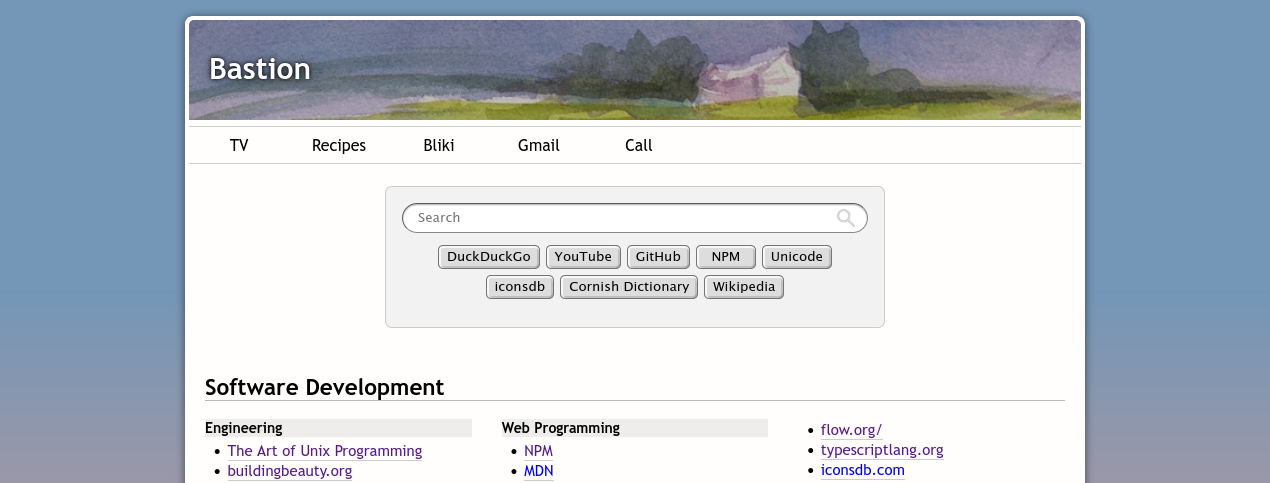 Bastion
TV Recipes Bliki Gmail Call
Search
DuckDuckGo YouTube GitHub NPM Unicode
iconsdb Cornish Dictionary Wikipedia
Software Development
Engineering
• The Art of Unix Programming
• buildingbeauty.org
Web Programming
• NPM
• MDN
• flow.org/
• typescriptlang.org
• iconsdb.com